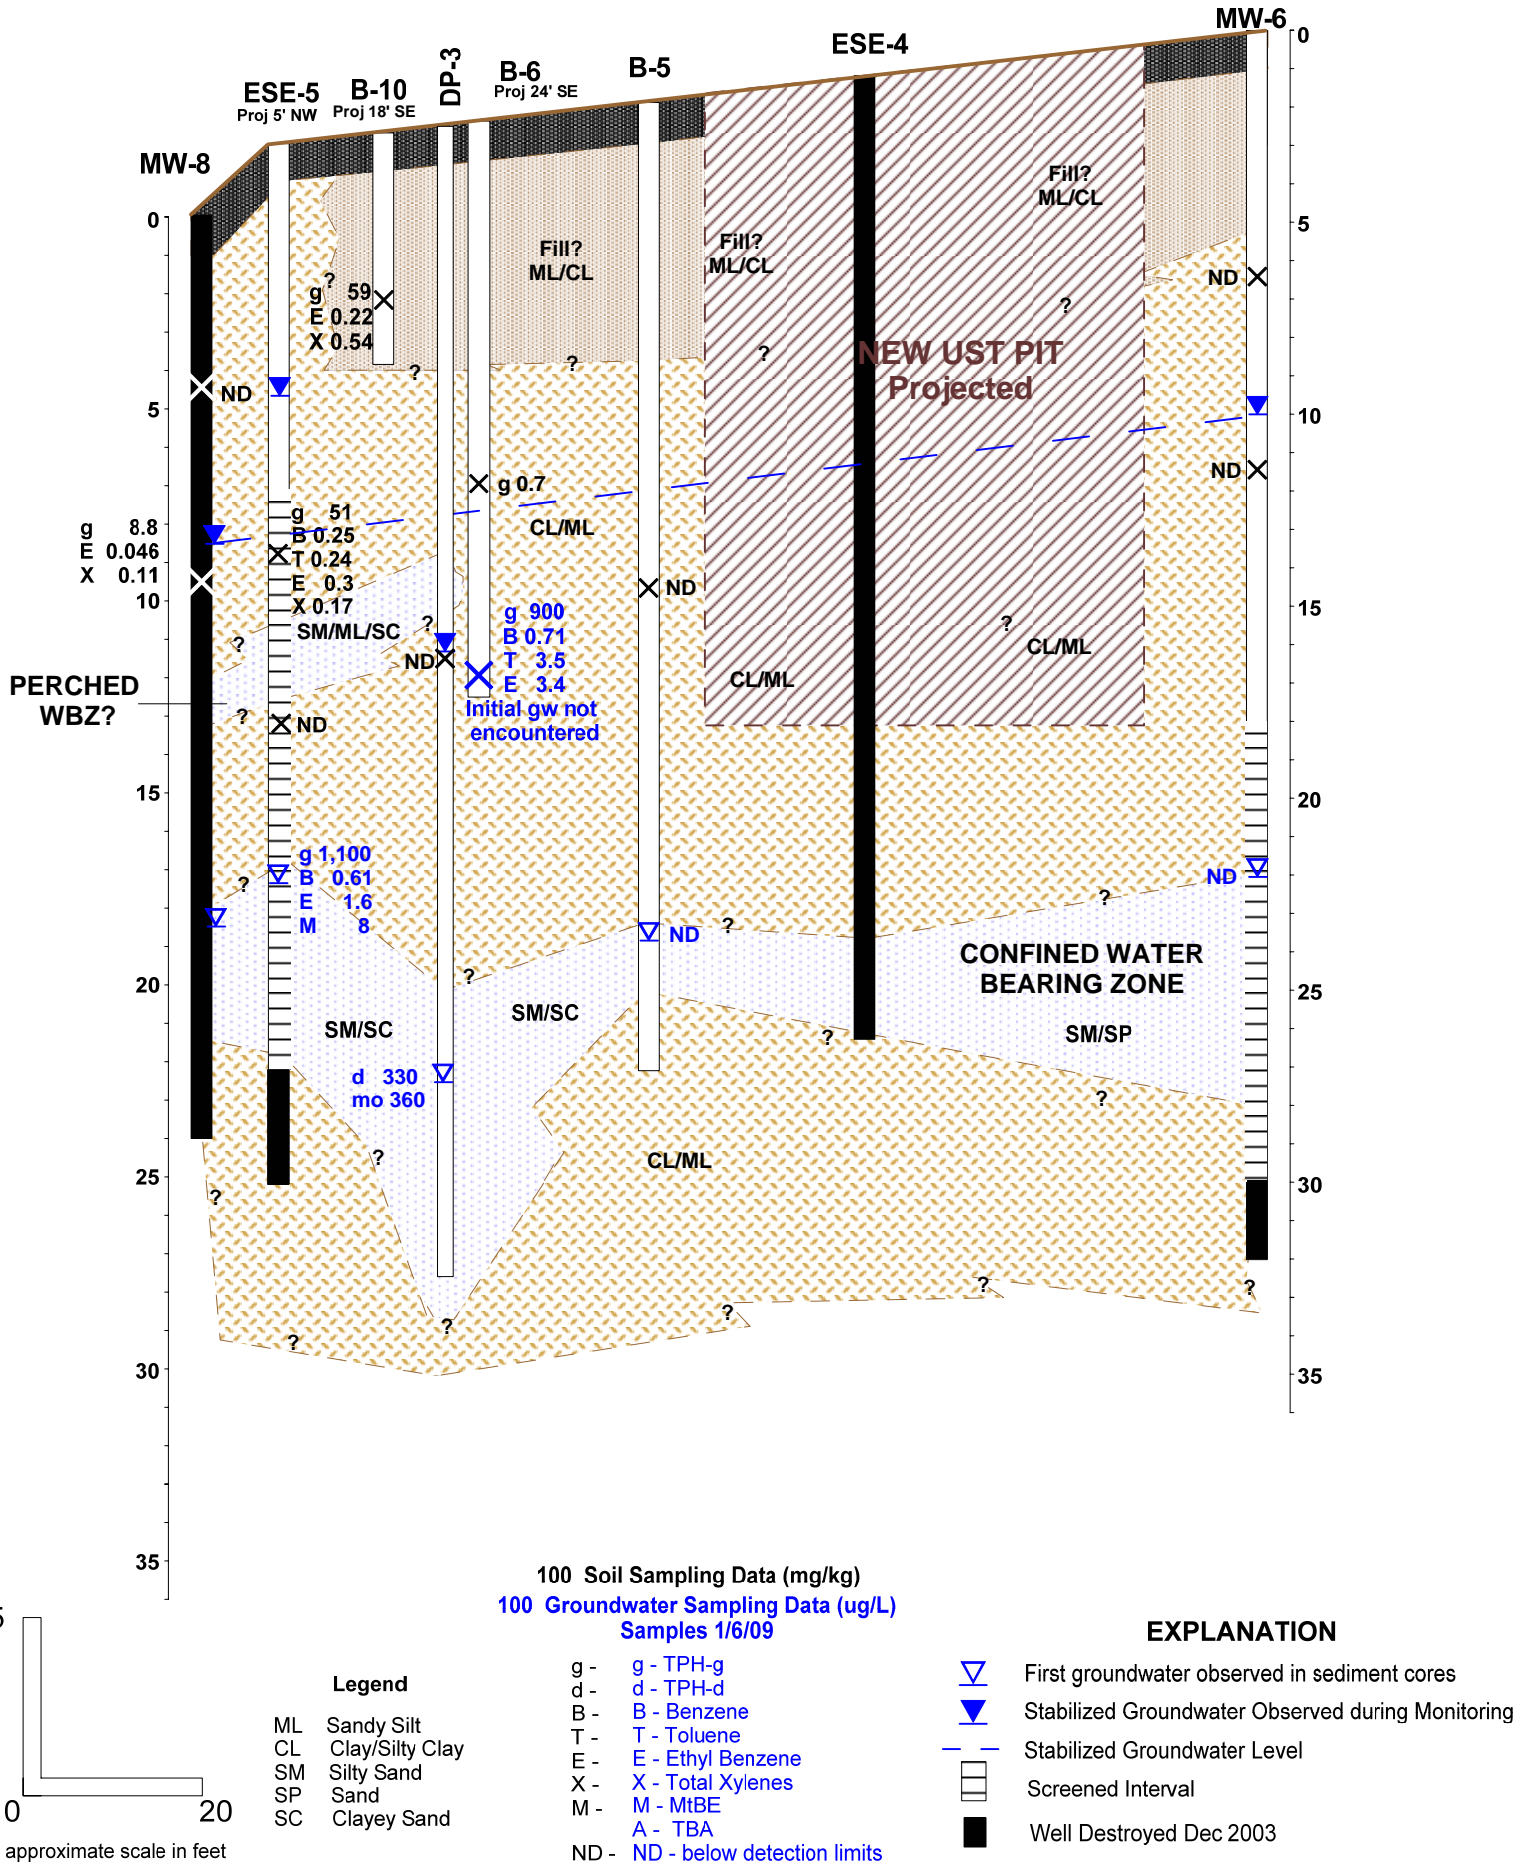 MW-6
ESE-4
B-5
B-6
Proj 24' SE
DP-3
B-10
Proj 18' SE
ESE-5
Proj 5' NW
MW-8
0
5
10
15
20
25
30
35
0
5
10
15
20
25
30
35
Fill?
ML/CL
Fill?
ML/CL
Fill?
ML/CL
?
g 59
E 0.22
X 0.54
?
?
?
?
NEW UST PIT
Projected
ND
ND
ND
g 0.7
CL/ML
g 8.8
E 0.046
X 0.11
g 51
B 0.25
T 0.24
E 0.3
X 0.17
SM/ML/SC
?
?
?
ND
ND
ND
g 900
B 0.71
T 3.5
E 3.4
Initial gw not
encountered
?
CL/ML
CL/ML
PERCHED
WBZ?
g 1,100
B 0.61
E 1.6
M 8
?
?
ND
?
?
ND
CONFINED WATER
BEARING ZONE
SM/SC
SM/SC
SM/SP
?
?
d 330
mo 360
?
?
CL/ML
?
?
?
?
?
100 Soil Sampling Data (mg/kg)
100 Groundwater Sampling Data (ug/L)
Samples 1/6/09
g - g - TPH-g
d - d - TPH-d
B - B - Benzene
T - T - Toluene
E - E - Ethyl Benzene
X - X - Total Xylenes
M - M - MtBE
A - TBA
ND - ND - below detection limits
Legend
ML Sandy Silt
CL Clay/Silty Clay
SM Silty Sand
SP Sand
SC Clayey Sand
EXPLANATION
First groundwater observed in sediment cores
Stabilized Groundwater Observed during Monitoring
Stabilized Groundwater Level
Screened Interval
Well Destroyed Dec 2003
5
0 20
approximate scale in feet